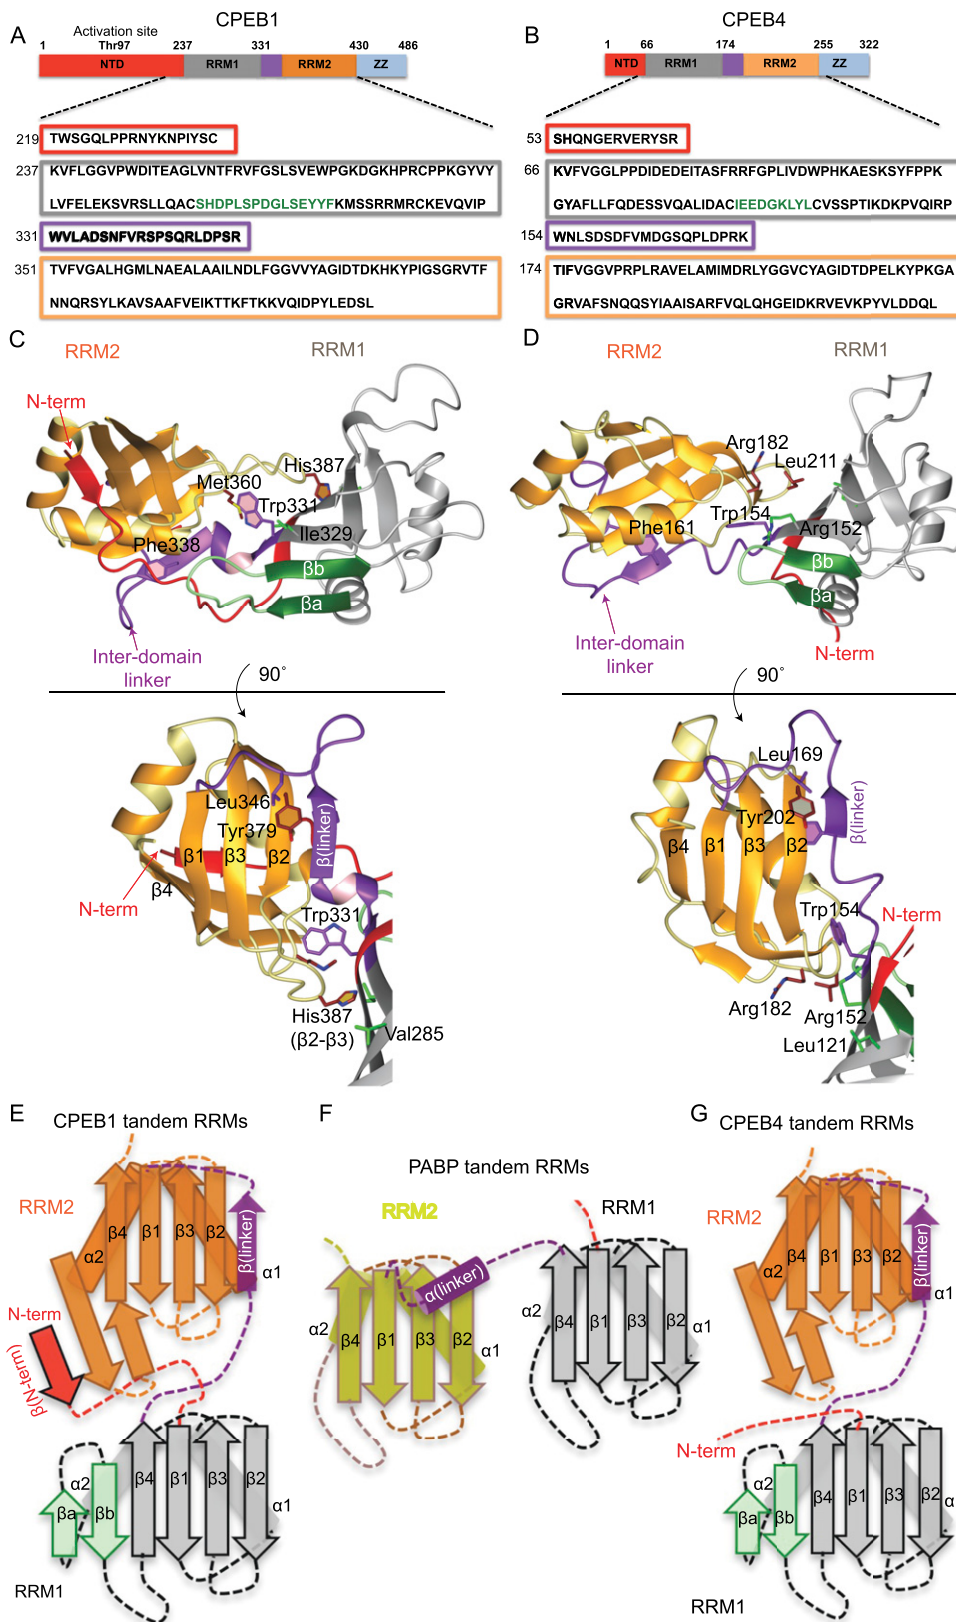 A
CPEB1
Activation site
1 Thr97 237 331 430 486
NTD RRM1 RRM2 ZZ
219 TWSGQLPPRNYKNPIYSC
237 KVFLGGVPWDITEAGLVNTFRVFGSLSVEWPGKDGKHPRCPPKGYVY
LVFELEKSVRSLLQACSHDPLSPDGLSEYYFKMSSRRMRCKEVQVIP
331 WVLADSNFVRSPSQRLDPSR
351 TVFVGALHGMLNAEALAAILNDLFGGVVYAGIDTDKHKYPIGSGRVTF
NNQRSYLKAVSAAFVEIKTTKFTKKVQIDPYLEDSL
B
CPEB4
1 66 174 255 322
NTD RRM1 RRM2 ZZ
53 SHQNGERVERYSR
66 KVFVGGLPPDIDEDEITASFRRFGPLIVDWPHKAESKSYFPPK
GYAFLLFQDESSVQALIDACIEEDGKLYLCVSSPTIKDKPVQIRP
154 WNLSDSDFVMDGSQPLDPRK
174 TIFVGGVPRPLRAVELAMIMDRLYGGVCYAGIDTDPELKYPKGA
GRVAFSNQQSYIAAISARFVQLQHGEIDKRVEVKPYVLDDQL
C
RRM2
RRM1
N-term
Met360
His387
Trp331
Ile329
Phe338
βb
βa
Inter-domain
linker
90°
Leu346
Tyr379
β1
β3
β2
β(linker)
β4
N-term
Trp331
His387
(β2-β3)
Val285
D
RRM2
RRM1
Arg182
Leu211
Trp154
Phe161
Arg152
βb
βa
Inter-domain
linker
N-term
90°
Leu169
Tyr202
β4
β1
β3
β2
β(linker)
Trp154
N-term
Arg182
Arg152
Leu121
E
CPEB1 tandem RRMs
RRM2
β4 β1 β3 β2
β(linker)
α2
α1
N-term
β(N-term)
α2
β4 β1 β3 β2
α1
βa βb
RRM1
F
PABP tandem RRMs
RRM2
RRM1
α(linker)
α2
β4 β1 β3 β2
α1
α2
β4 β1 β3 β2
α1
G
CPEB4 tandem RRMs
RRM2
β4 β1 β3 β2
β(linker)
α2
α1
N-term
α2
β4 β1 β3 β2
α
βa βb
RRM1